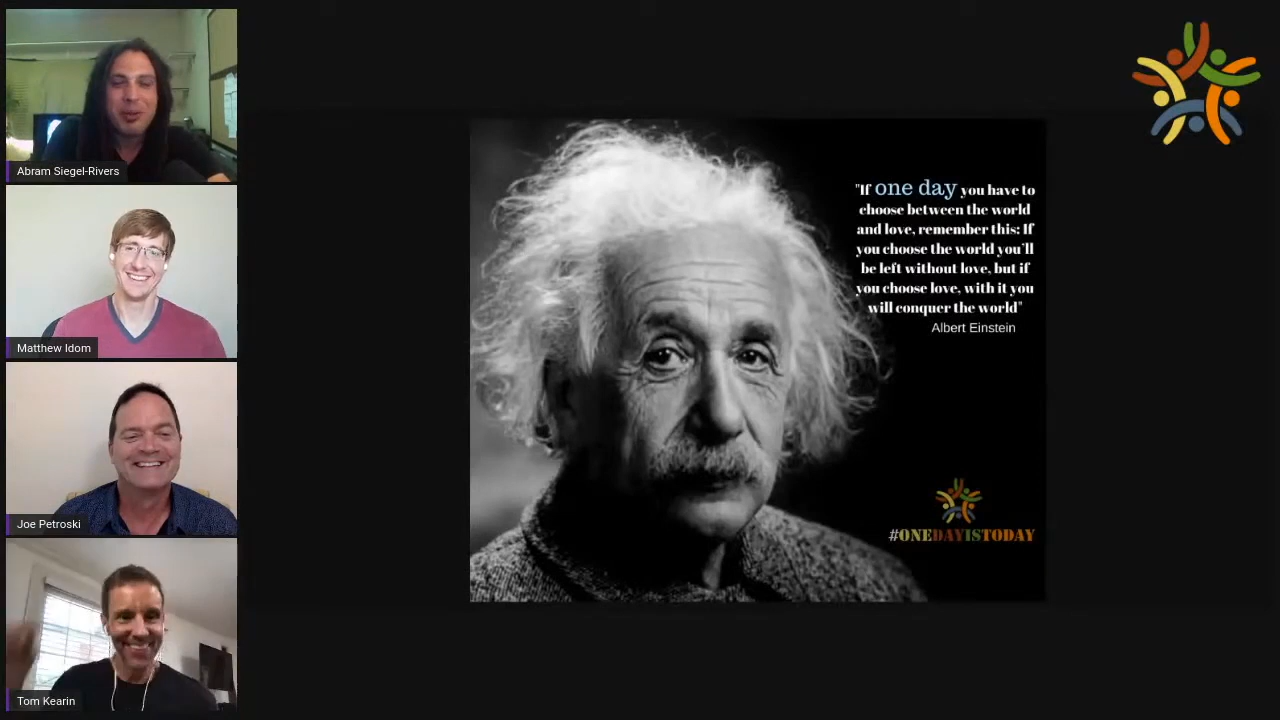 Abram Siegel-Rivers
Matthew Idom
Joe Petroski
Tom Kearin
"If one day you have to
choose between the world
and love, remember this: If
you choose the world you'll
be left without love, but if
you choose love, with it you
will conquer the world"
Albert Einstein
#ONEDAYISTODAY